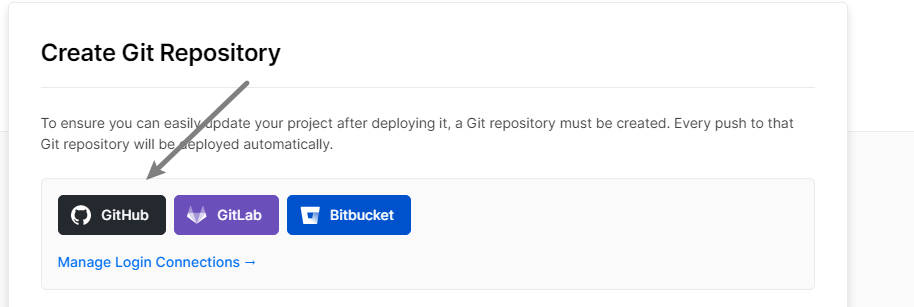 Create Git Repository
To ensure you can easily update your project after deploying it, a Git repository must be created. Every push to that
Git repository will be deployed automatically.
GitHub GitLab Bitbucket
Manage Login Connections →